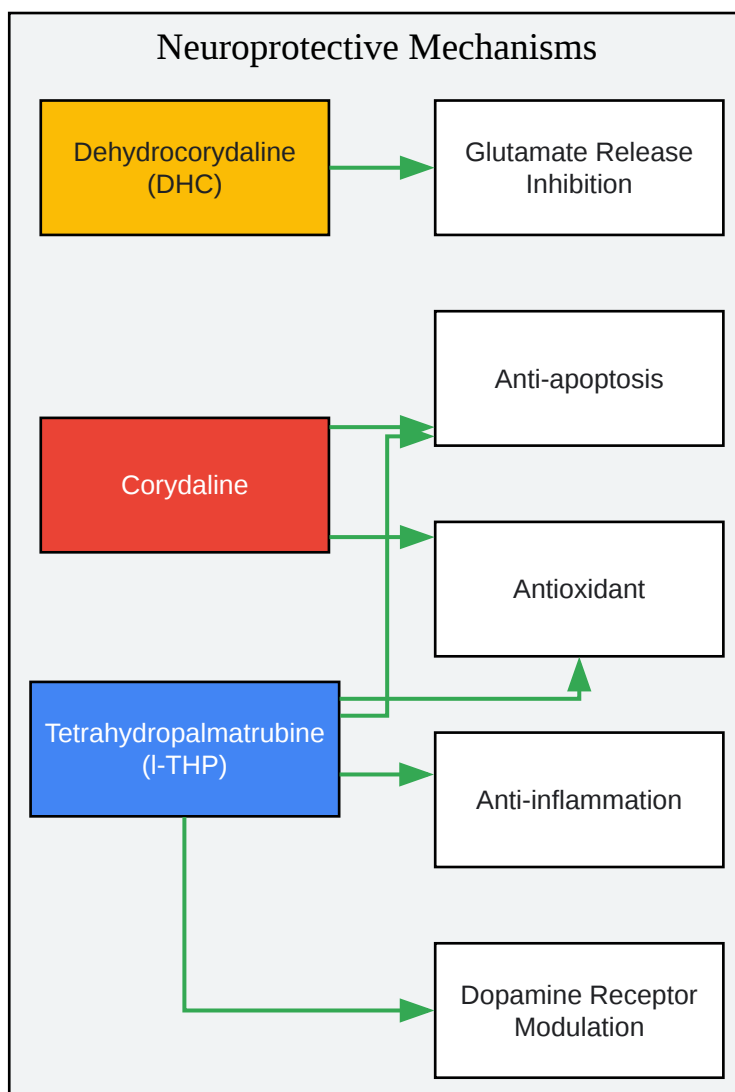 Neuroprotective Mechanisms
Dehydrocorydaline
(DHC)
Glutamate Release
Inhibition
Anti-apoptosis
Corydaline
Antioxidant
Tetrahydropalmatrubine
(l-THP)
Anti-inflammation
Dopamine Receptor
Modulation